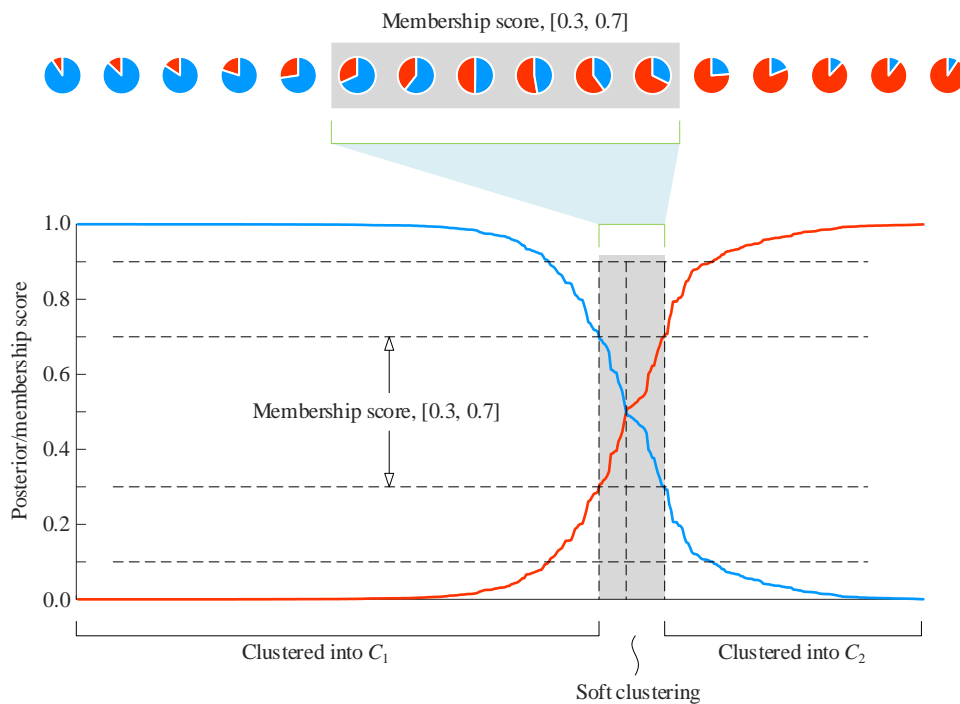 Membership score, [0.3, 0.7]
1.0
0.8
0.6
0.4
0.2
0.0
Posterior/membership score
Membership score, [0.3, 0.7]
Clustered into C₁
Clustered into C₂
Soft clustering